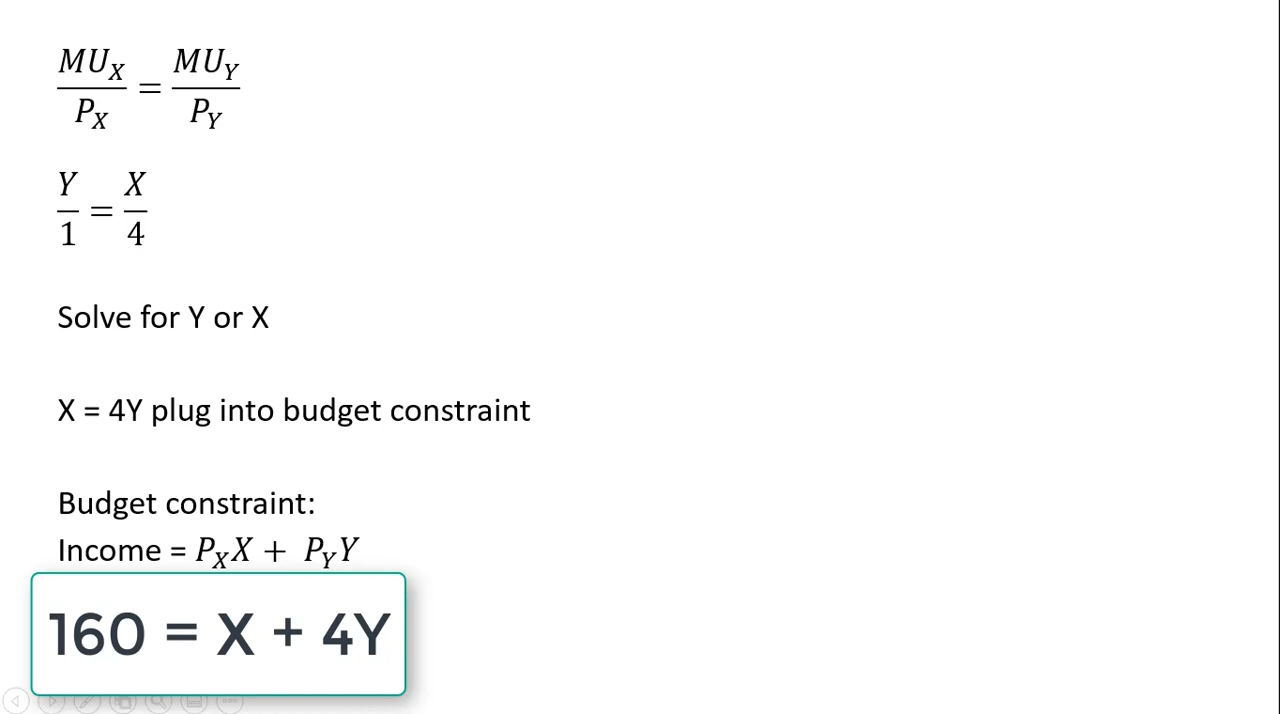 MU_X / P_X = MU_Y / P_Y
Y / 1 = X / 4
Solve for Y or X
X = 4Y plug into budget constraint
Budget constraint:
Income = P_X X + P_Y Y
160 = X + 4Y